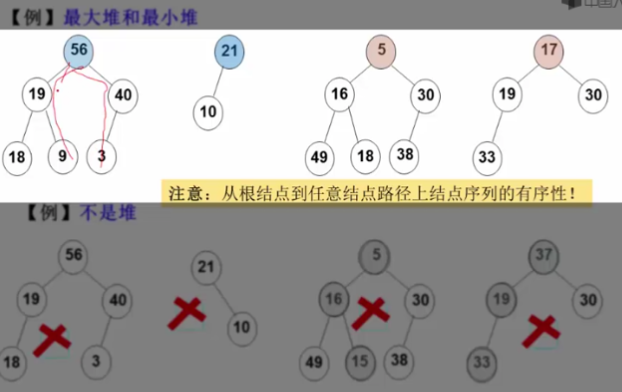 【例】最大堆和最小堆
56 21 5 17
19 40 10 16 30 19 30
18 9 3 49 18 38 33
注意：从根结点到任意结点路径上结点序列的有序性！
【例】不是堆
56 21 5 37
19 40 10 16 30 19 30
18 3 49 15 38 33